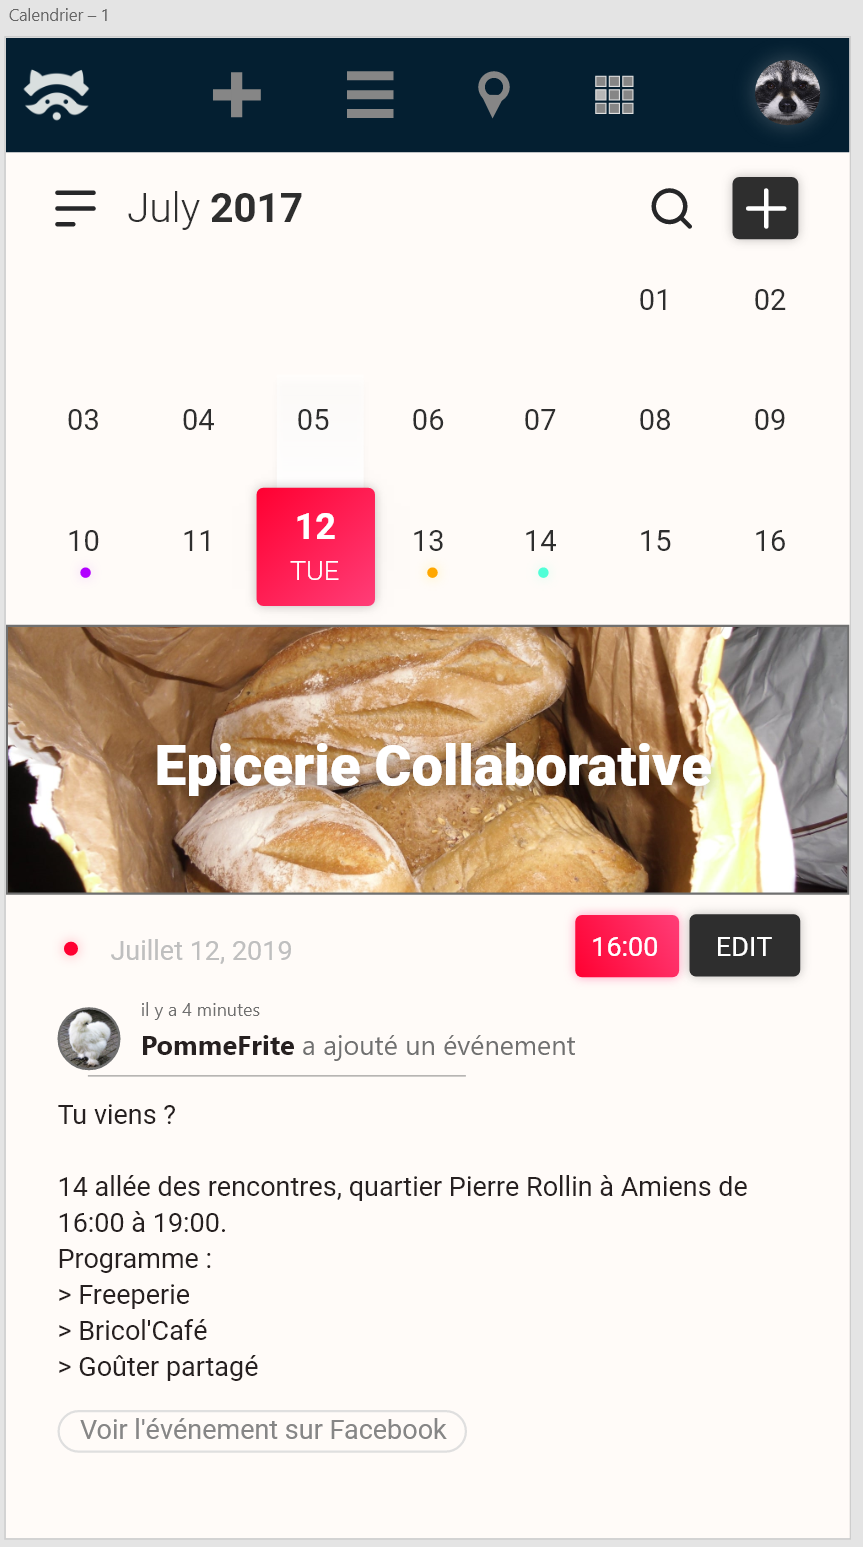 Calendrier – 1
July 2017
01 02
03 04 05 06 07 08 09
10 11 12 13 14 15 16
TUE
Epicerie Collaborative
Juillet 12, 2019 16:00 EDIT
il y a 4 minutes
PommeFrite a ajouté un événement
Tu viens ?
14 allée des rencontres, quartier Pierre Rollin à Amiens de
16:00 à 19:00.
Programme :
> Freeperie
> Bricol'Café
> Goûter partagé
Voir l'événement sur Facebook